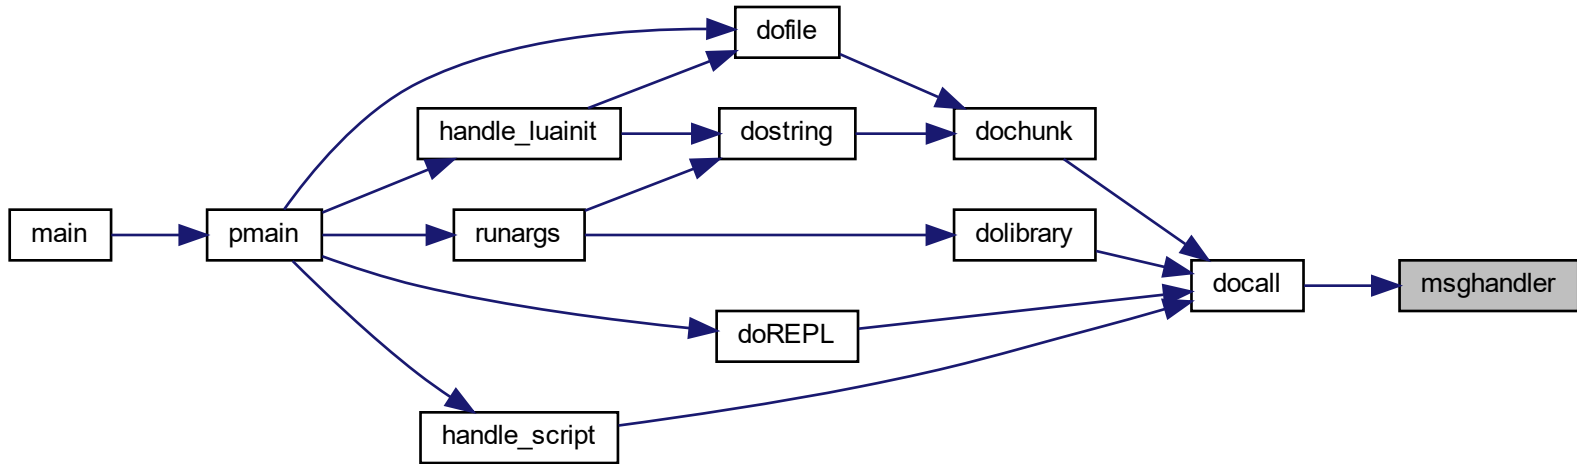 dofile
handle_luainit
dostring
dochunk
main
pmain
runargs
dolibrary
docall
msghandler
doREPL
handle_script